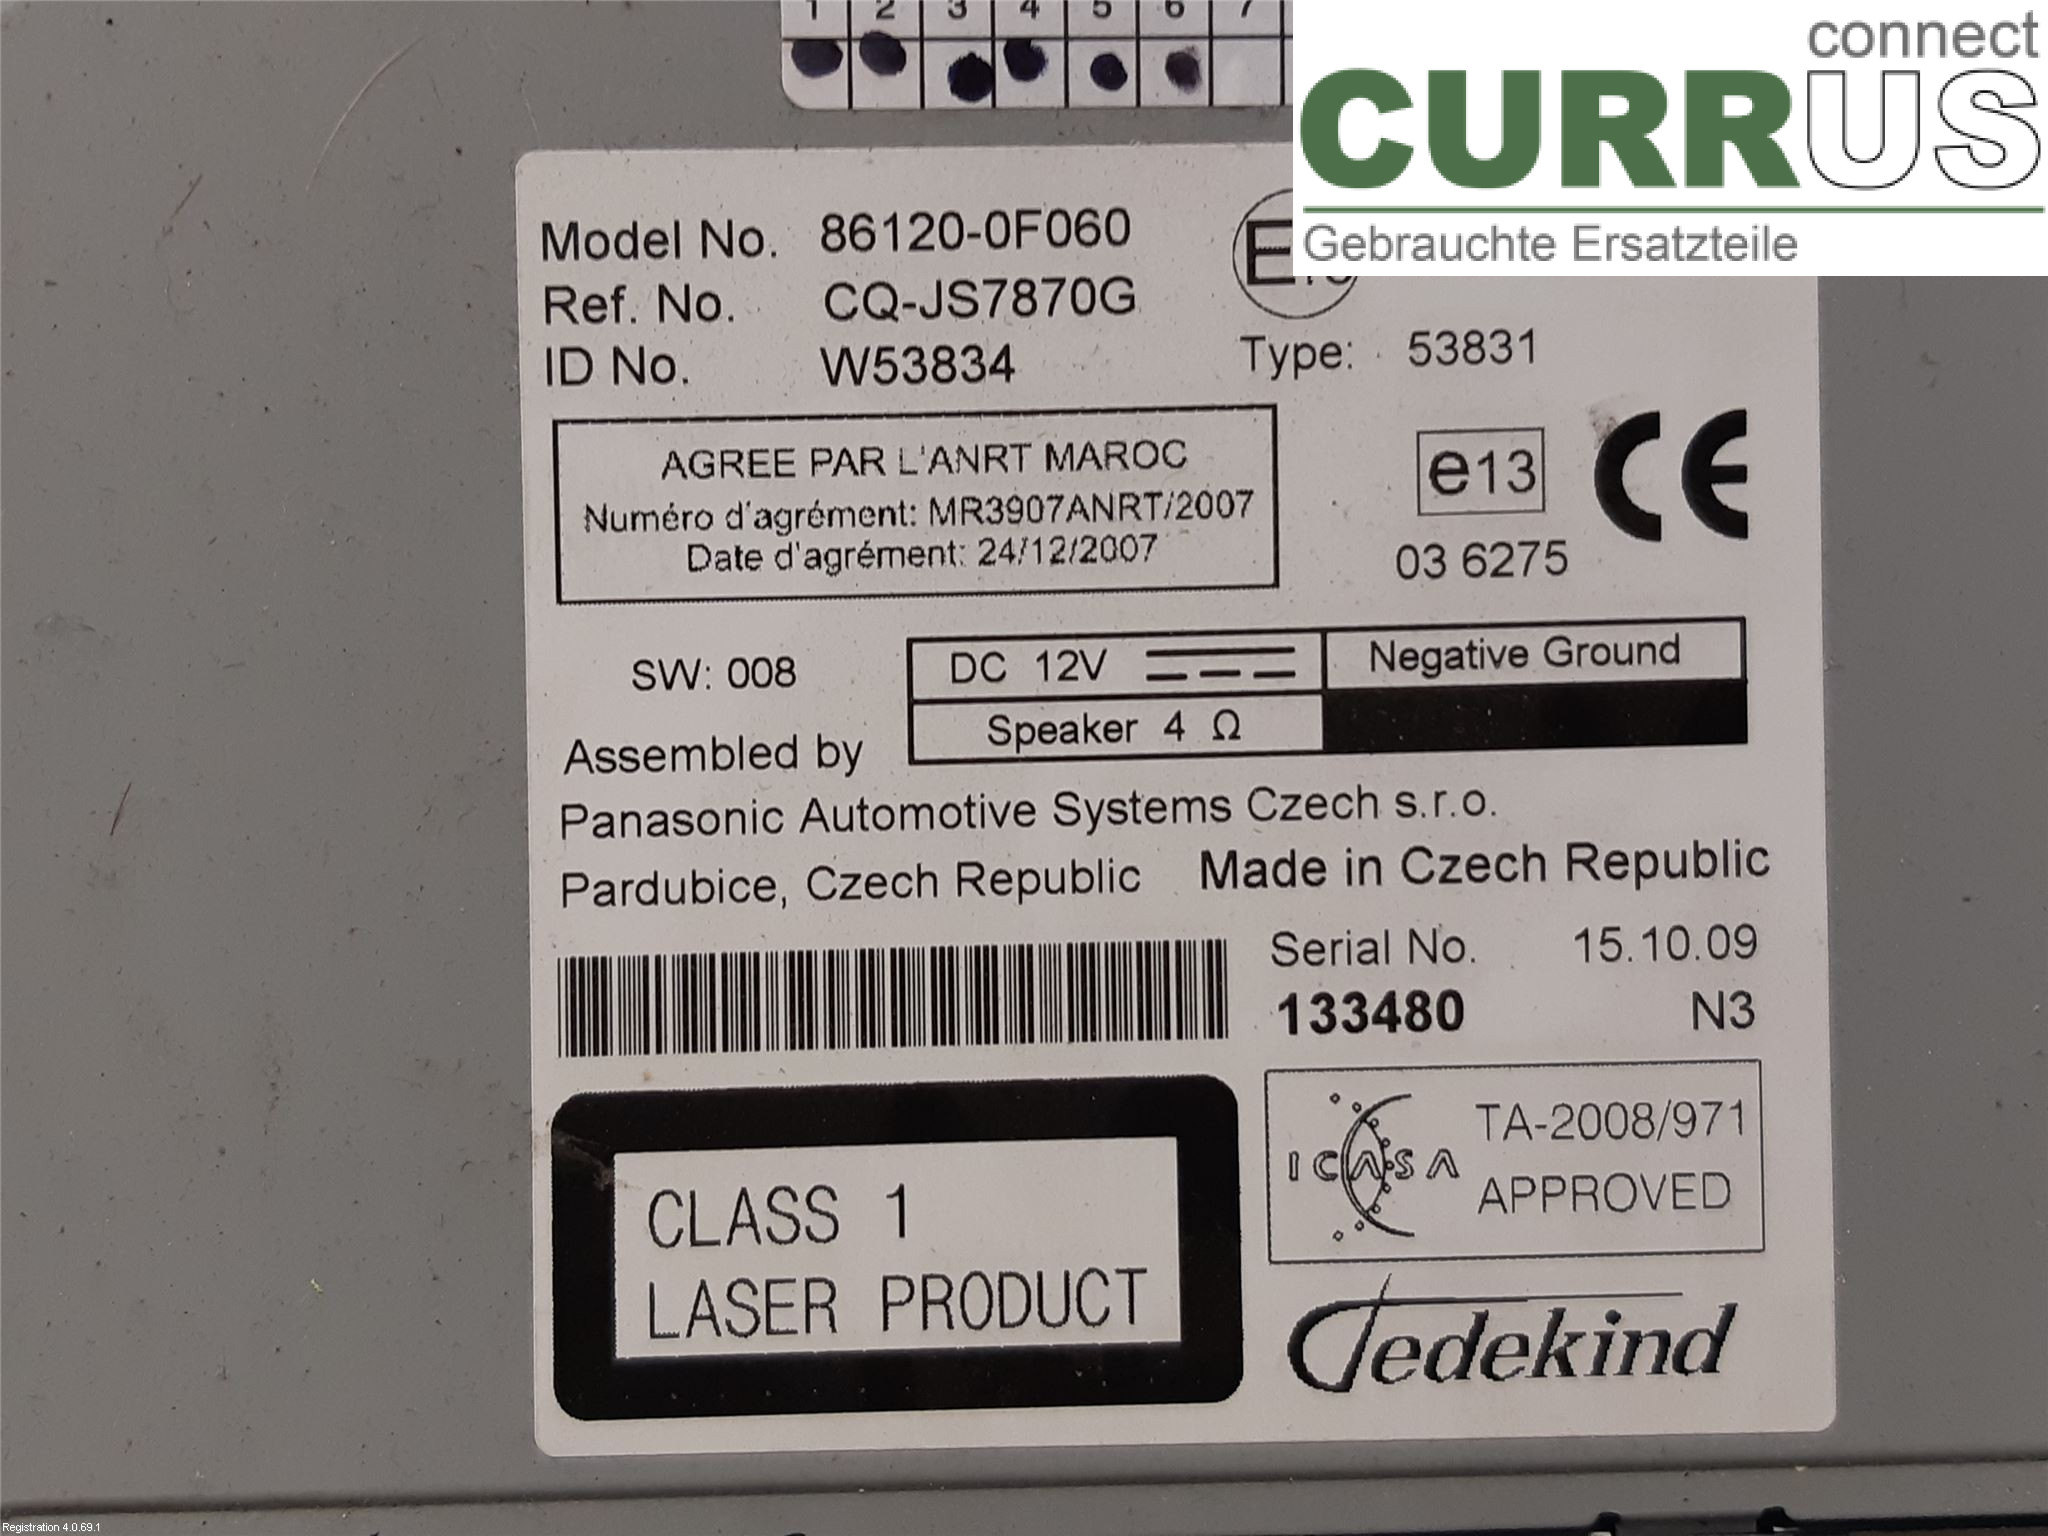 1 2 3 4 5 6 7
connect
CURRUS
Gebrauchte Ersatzteile
Model No. 86120-0F060
Ref. No. CQ-JS7870G
ID No. W53834
E
Type: 53831
AGREE PAR L'ANRT MAROC
Numéro d'agrément: MR3907ANRT/2007
Date d'agrément: 24/12/2007
e13
CE
03 6275
SW: 008
DC 12V
Negative Ground
Speaker 4 Ω
Assembled by
Panasonic Automotive Systems Czech s.r.o.
Pardubice, Czech Republic Made in Czech Republic
Serial No. 15.10.09
133480 N3
CLASS 1
LASER PRODUCT
ICASA
TA-2008/971
APPROVED
Jedekind
Registration 4.0.69.1